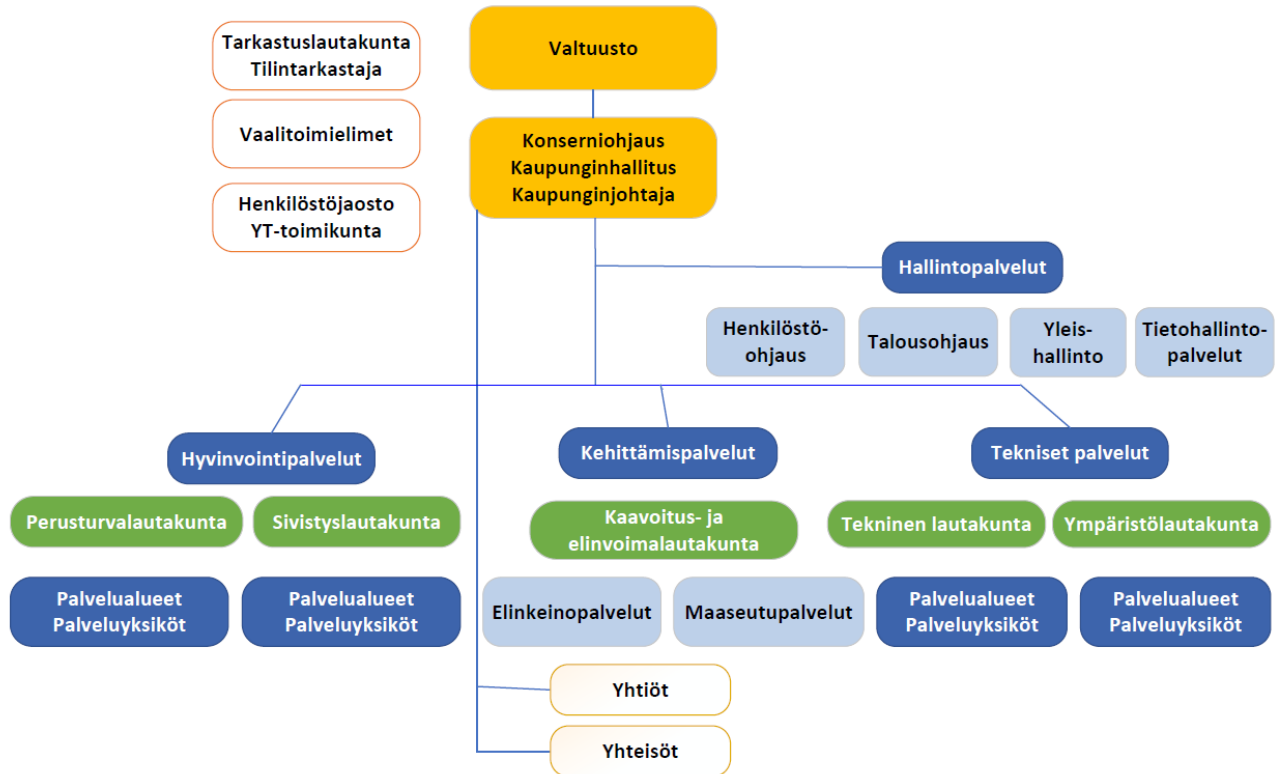 Tarkastuslautakunta
Tilintarkastaja
Valtuusto
Vaalitoimielimet
Konserniohjaus
Kaupunginhallitus
Kaupunginjohtaja
Henkilöstöjaosto
YT-toimikunta
Hallintopalvelut
Henkilöstö-
ohjaus
Talousohjaus
Yleis-
hallinto
Tietohallinto-
palvelut
Hyvinvointipalvelut
Kehittämispalvelut
Tekniset palvelut
Perusturvalautakunta
Sivistyslautakunta
Kaavoitus- ja
elinvoimalautakunta
Tekninen lautakunta
Ympäristölautakunta
Palvelualueet
Palveluyksiköt
Palvelualueet
Palveluyksiköt
Elinkeinopalvelut
Maaseutupalvelut
Palvelualueet
Palveluyksiköt
Palvelualueet
Palveluyksiköt
Yhtiöt
Yhteisöt